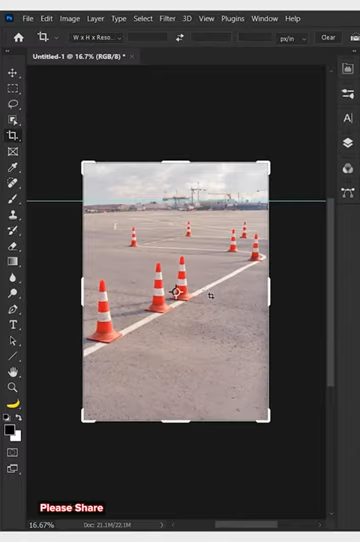 Ps File Edit Image Layer Type Select Filter 3D View Plugins Window Help
W x H x Reso... px/in Clear
Untitled-1 @ 16.7% (RGB/8) * ×
Please Share
16.67% Doc: 21.1M/22.1M